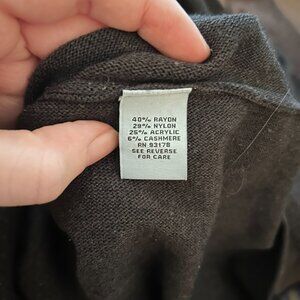 40% RAYON
29% NYLON
25% ACRYLIC
6% CASHMERE
RN 93178
SEE REVERSE
FOR CARE